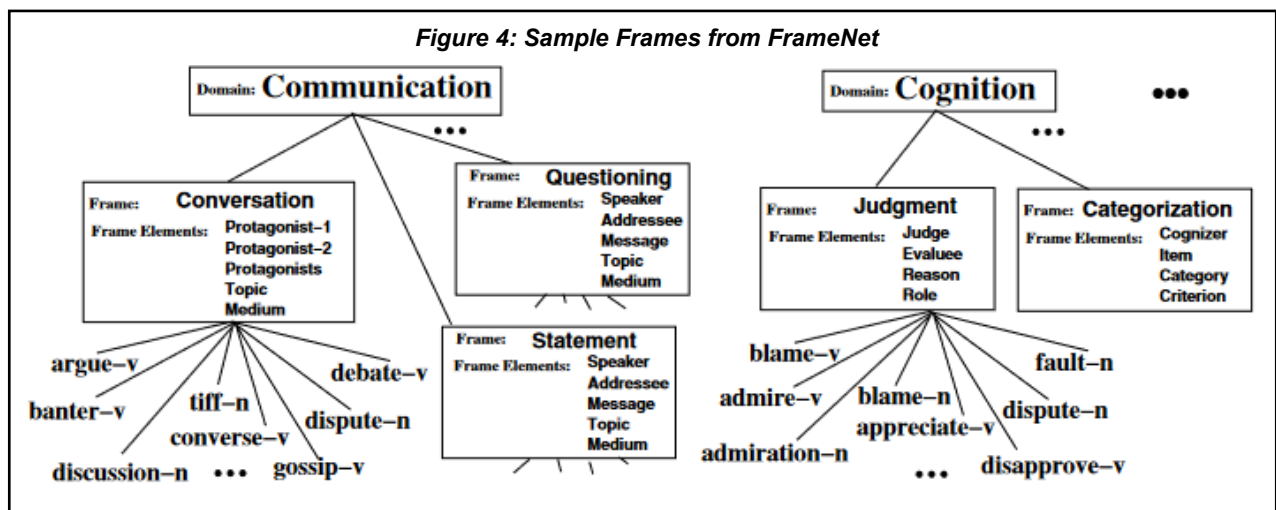 Figure 4: Sample Frames from FrameNet
Domain: Communication
...
Frame: Conversation
Frame Elements: Protagonist-1
Protagonist-2
Protagonists
Topic
Medium
argue-v
banter-v
discussion-n
tiff-n
converse-v
...
gossip-v
dispute-n
debate-v
Frame: Questioning
Frame Elements: Speaker
Addressee
Message
Topic
Medium
Frame: Statement
Frame Elements: Speaker
Addressee
Message
Topic
Medium
Domain: Cognition
...
...
Frame: Judgment
Frame Elements: Judge
Evaluee
Reason
Role
blame-v
admire-v
admiration-n
blame-n
appreciate-v
...
disapprove-v
dispute-n
fault-n
Frame: Categorization
Frame Elements: Cognizer
Item
Category
Criterion